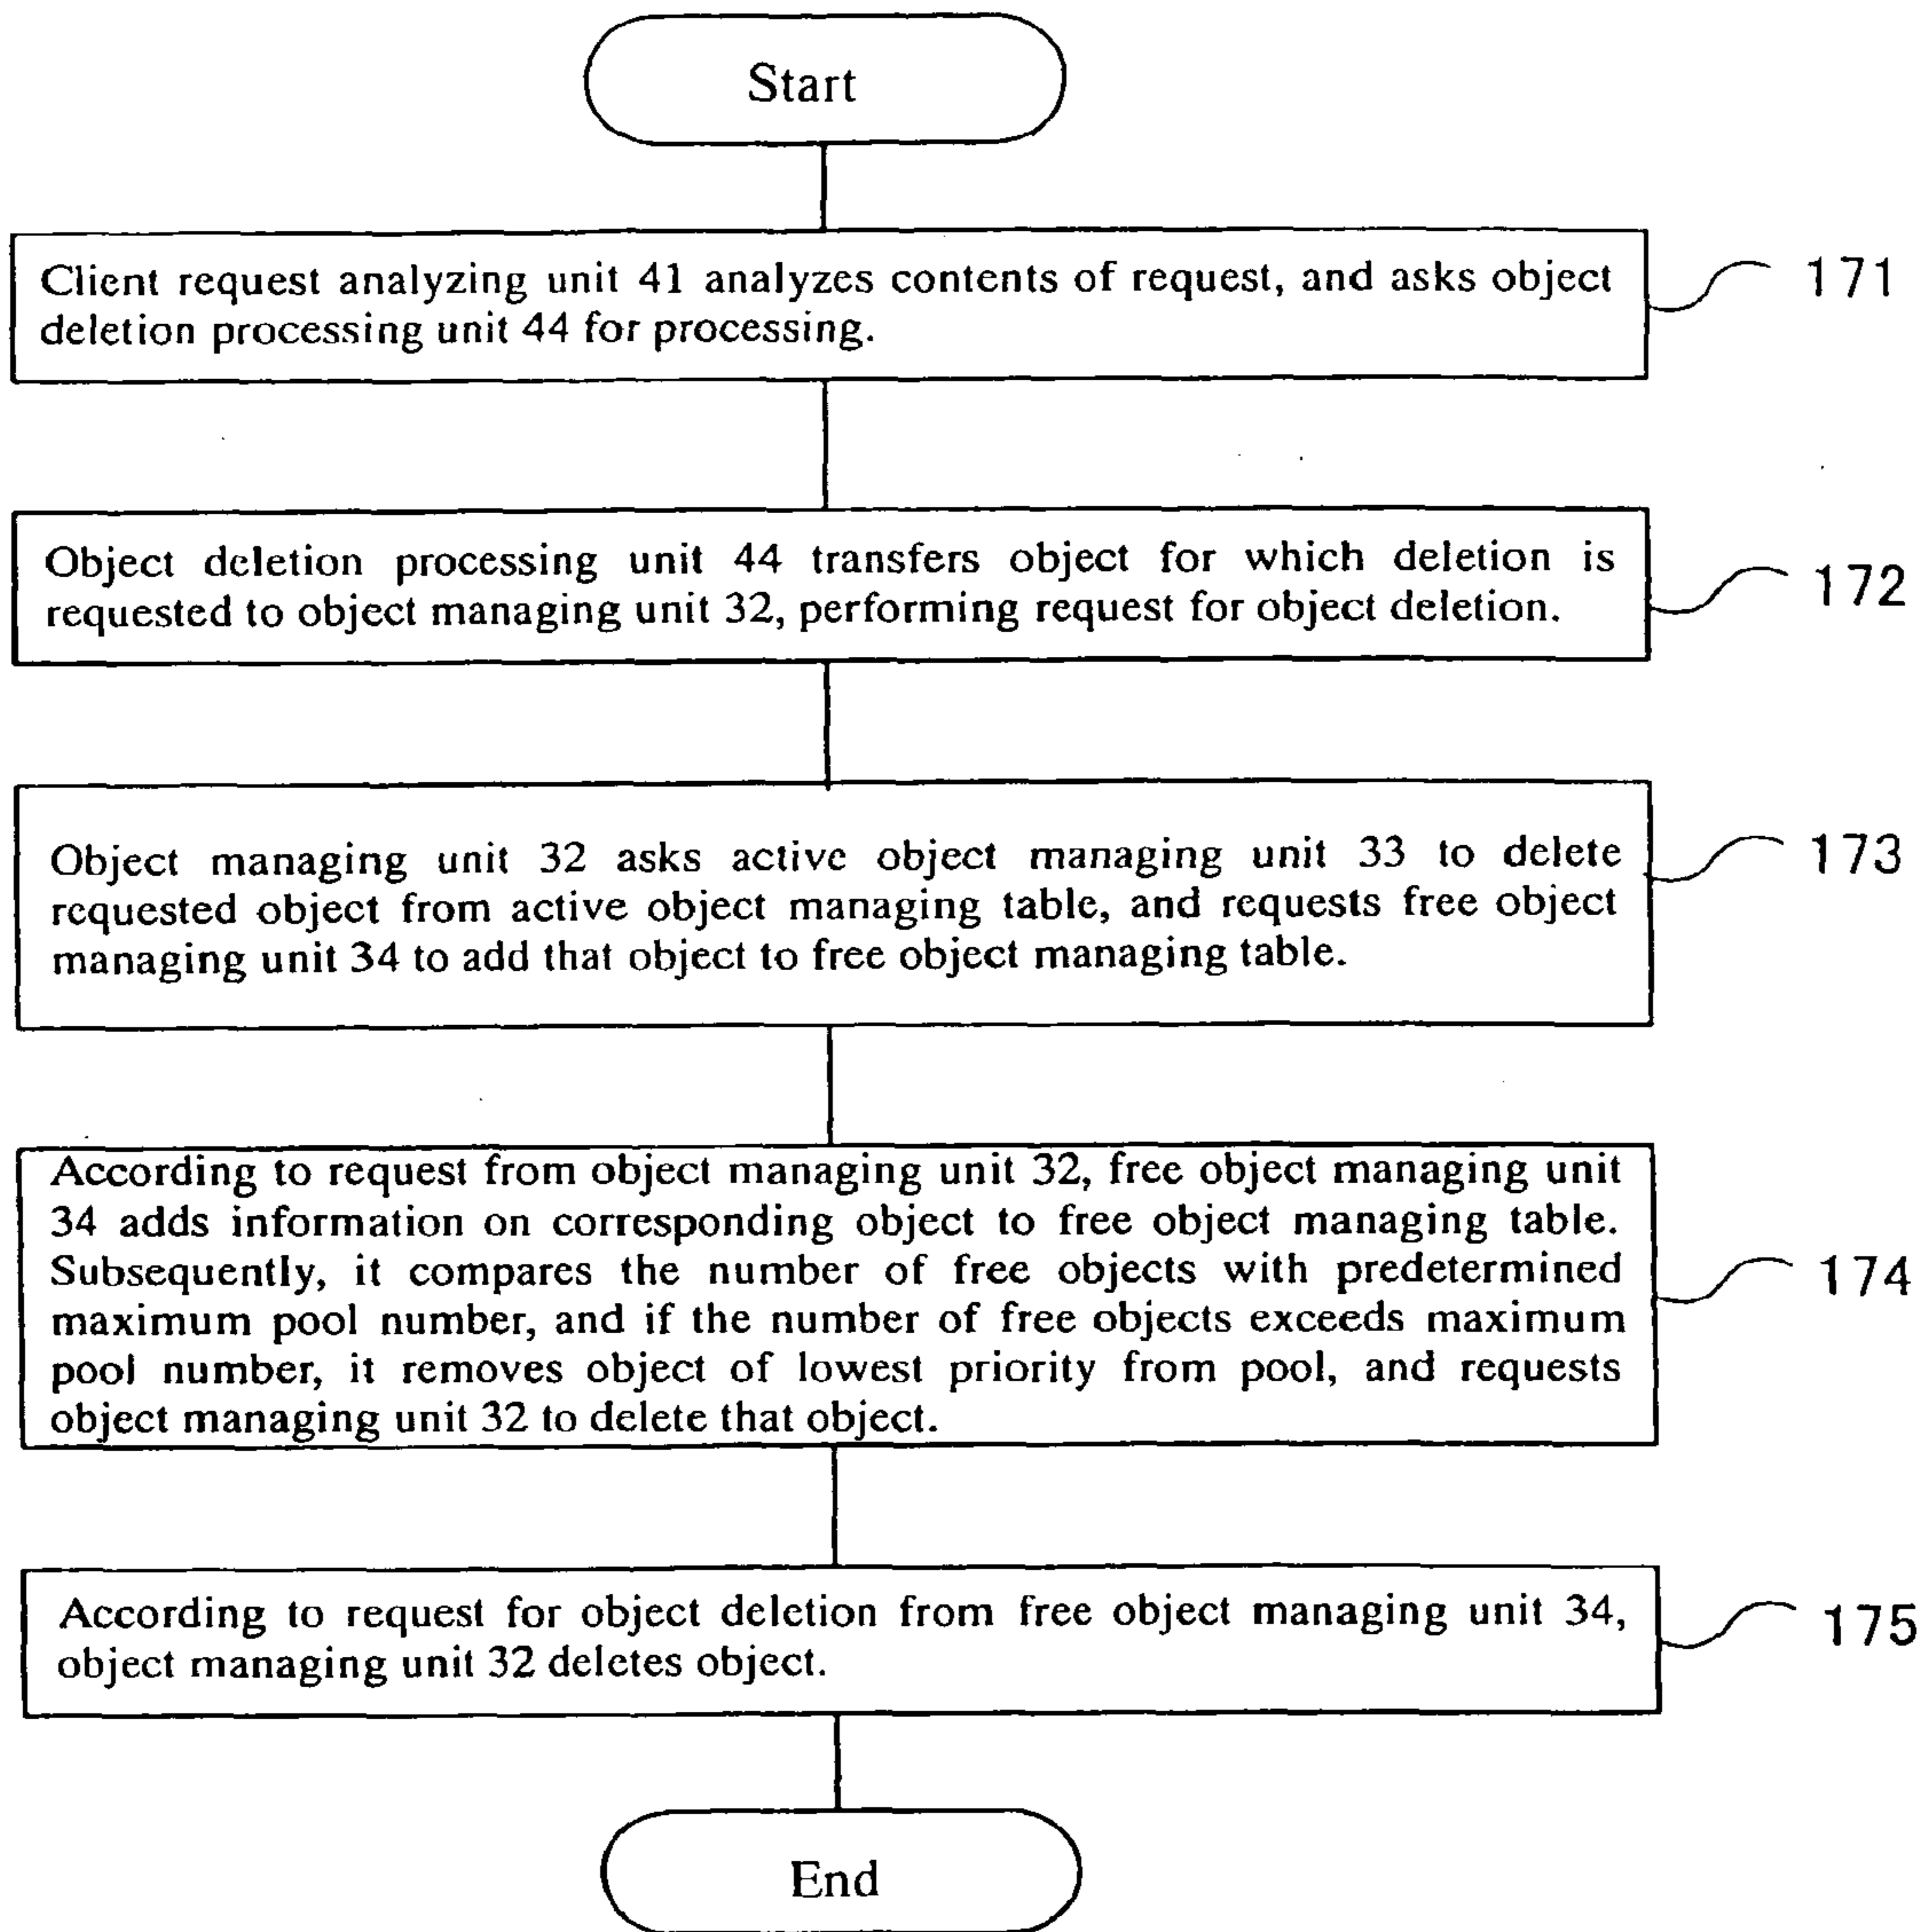 Start
Client request analyzing unit 41 analyzes contents of request, and asks object
deletion processing unit 44 for processing.
171
Object deletion processing unit 44 transfers object for which deletion is
requested to object managing unit 32, performing request for object deletion.
172
Object managing unit 32 asks active object managing unit 33 to delete
requested object from active object managing table, and requests free object
managing unit 34 to add that object to free object managing table.
173
According to request from object managing unit 32, free object managing unit
34 adds information on corresponding object to free object managing table.
Subsequently, it compares the number of free objects with predetermined
maximum pool number, and if the number of free objects exceeds maximum
pool number, it removes object of lowest priority from pool, and requests
object managing unit 32 to delete that object.
174
According to request for object deletion from free object managing unit 34,
object managing unit 32 deletes object.
175
End